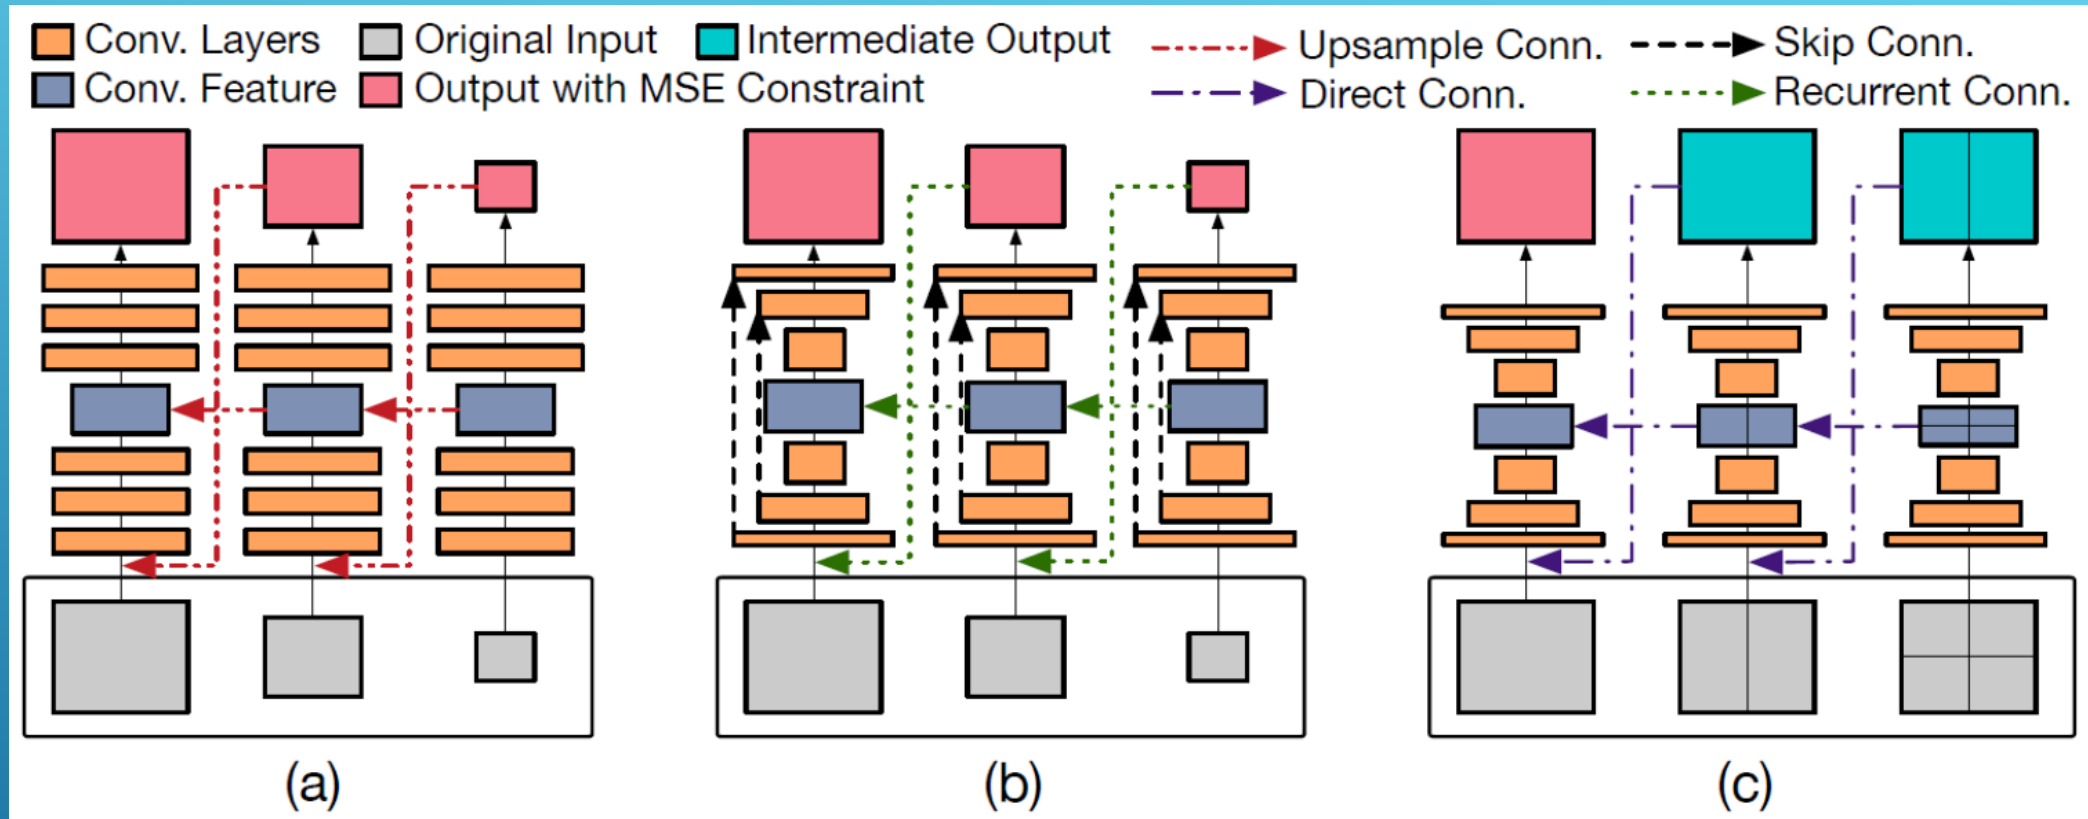 Conv. Layers Original Input Intermediate Output Upsample Conn. Skip Conn.
Conv. Feature Output with MSE Constraint Direct Conn. Recurrent Conn.
(a) (b) (c)